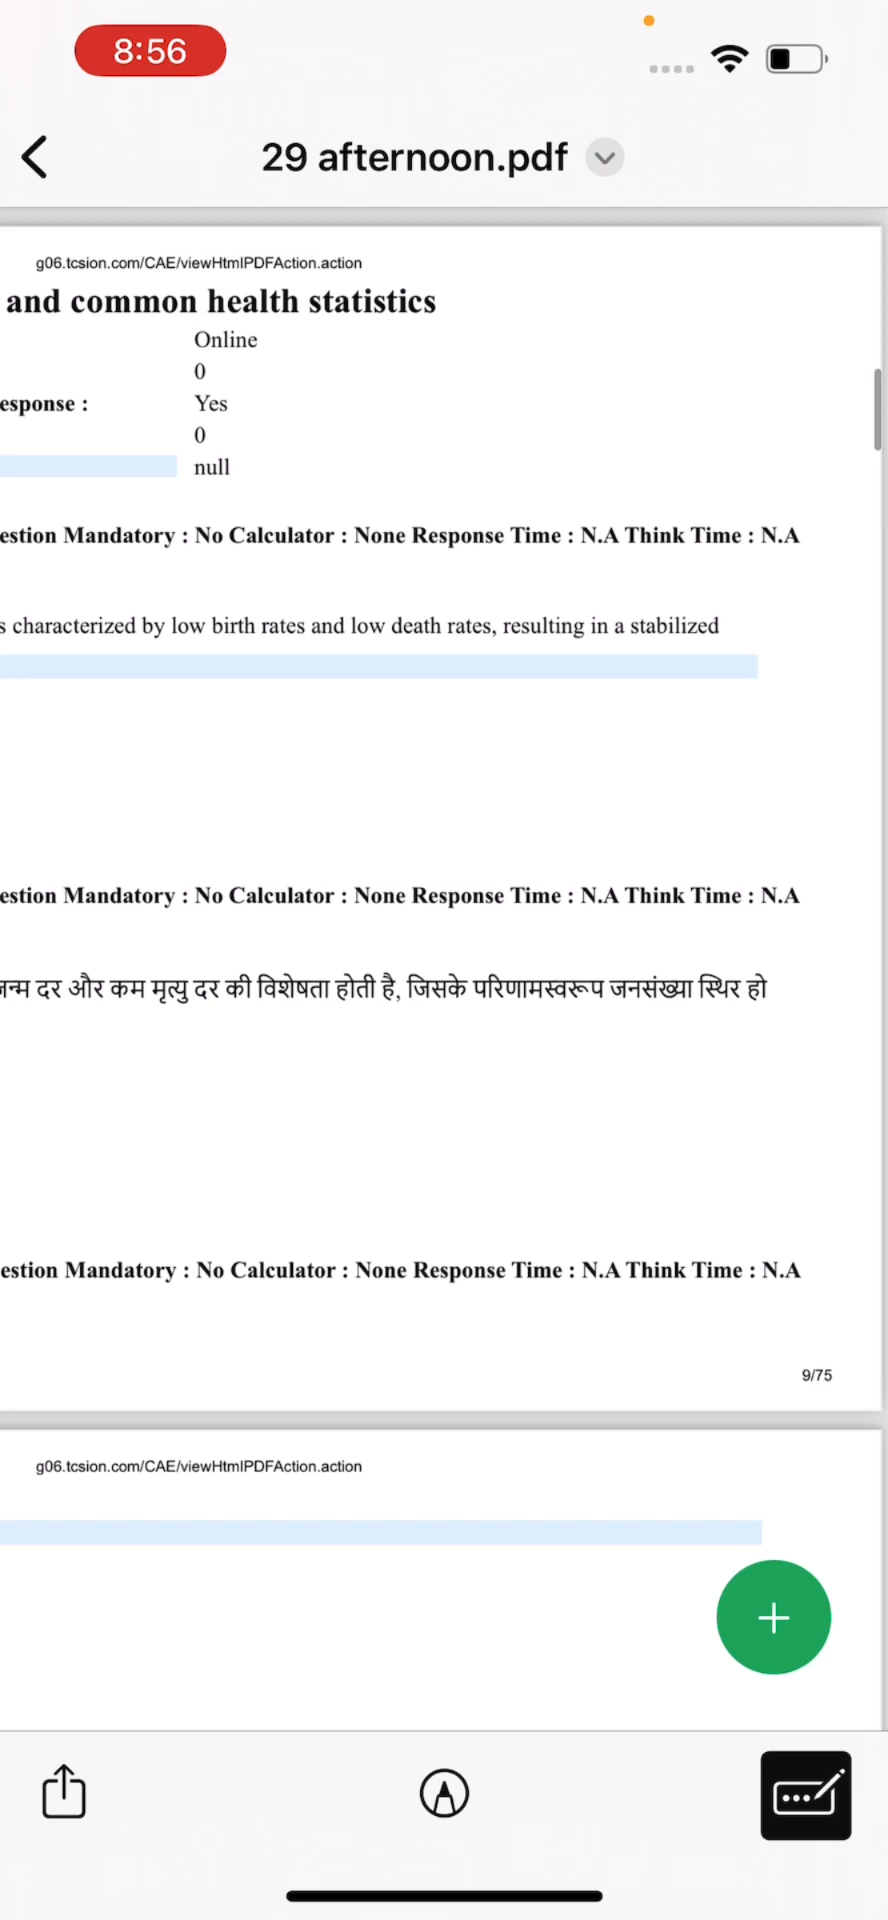 8:56
29 afternoon.pdf
g06.tcsion.com/CAE/viewHtmlPDFAction.action
and common health statistics
Online
0
esponse : Yes
0
null
estion Mandatory : No Calculator : None Response Time : N.A Think Time : N.A
s characterized by low birth rates and low death rates, resulting in a stabilized
estion Mandatory : No Calculator : None Response Time : N.A Think Time : N.A
जन्म दर और कम मृत्यु दर की विशेषता होती है, जिसके परिणामस्वरूप जनसंख्या स्थिर हो
estion Mandatory : No Calculator : None Response Time : N.A Think Time : N.A
9/75
g06.tcsion.com/CAE/viewHtmlPDFAction.action